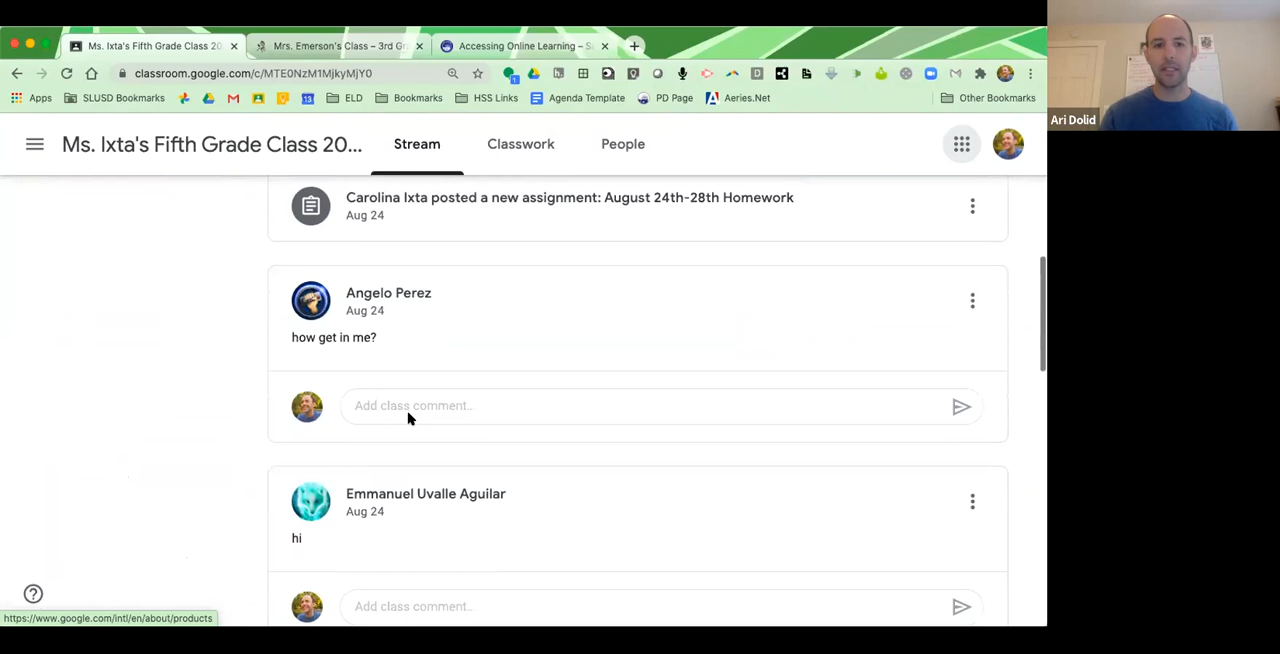 Ms. Ixta's Fifth Grade Class 20
Mrs. Emerson's Class – 3rd Gr
Accessing Online Learning – S
classroom.google.com/c/MTE0NzM1MjkyMjY0
Apps
SLUSD Bookmarks
ELD
Bookmarks
HSS Links
Agenda Template
PD Page
Aeries.Net
Other Bookmarks
Ari Dolid
Ms. Ixta's Fifth Grade Class 20...
Stream
Classwork
People
Carolina Ixta posted a new assignment: August 24th-28th Homework
Aug 24
Angelo Perez
Aug 24
how get in me?
Add class comment...
Emmanuel Uvalle Aguilar
Aug 24
hi
Add class comment...
https://www.google.com/intl/en/about/products